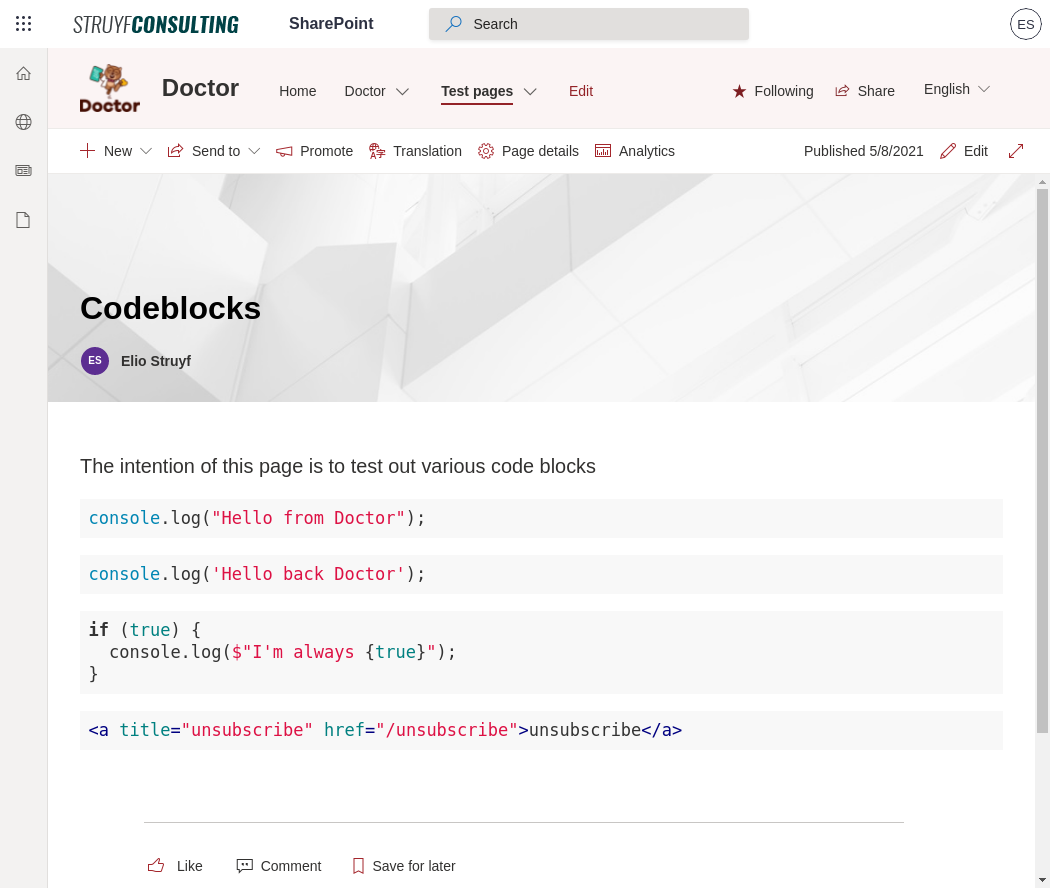 STRUYFCONSULTING
SharePoint
Search
ES
Doctor
Doctor
Home
Doctor
Test pages
Edit
Following
Share
English
New
Send to
Promote
Translation
Page details
Analytics
Published 5/8/2021
Edit
Codeblocks
ES
Elio Struyf
The intention of this page is to test out various code blocks
console.log("Hello from Doctor");
console.log('Hello back Doctor');
if (true) {
  console.log($"I'm always {true}");
}
<a title="unsubscribe" href="/unsubscribe">unsubscribe</a>
Like
Comment
Save for later